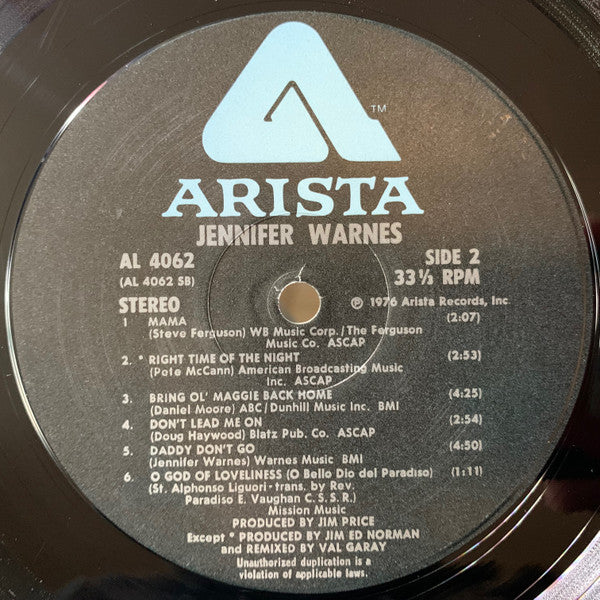 ™
ARISTA
JENNIFER WARNES
AL 4062 SIDE 2
(AL 4062 SB) 33⅓ RPM
STEREO ℗ 1976 Arista Records, Inc.
1 MAMA (2:07)
(Steve Ferguson) WB Music Corp./The Ferguson
Music Co. ASCAP
2. * RIGHT TIME OF THE NIGHT (2:53)
(Pete McCann) American Broadcasting Music
Inc. ASCAP
3. BRING OL' MAGGIE BACK HOME (4:25)
(Daniel Moore) ABC/Dunhill Music Inc. BMI
4. DON'T LEAD ME ON (2:54)
(Doug Haywood) Blatz Pub. Co. ASCAP
5. DADDY DON'T GO (4:50)
(Jennifer Warnes) Warnes Music BMI
6. O GOD OF LOVELINESS (O Bello Dio del Paradiso) (1:11)
(St. Alphonso Liguori - trans. by Rev.
Paradiso E. Vaughan C.S.S.R.)
Mission Music
PRODUCED BY JIM PRICE
Except * PRODUCED BY JIM ED NORMAN
and REMIXED BY VAL GARAY
Unauthorized duplication is a
violation of applicable laws.